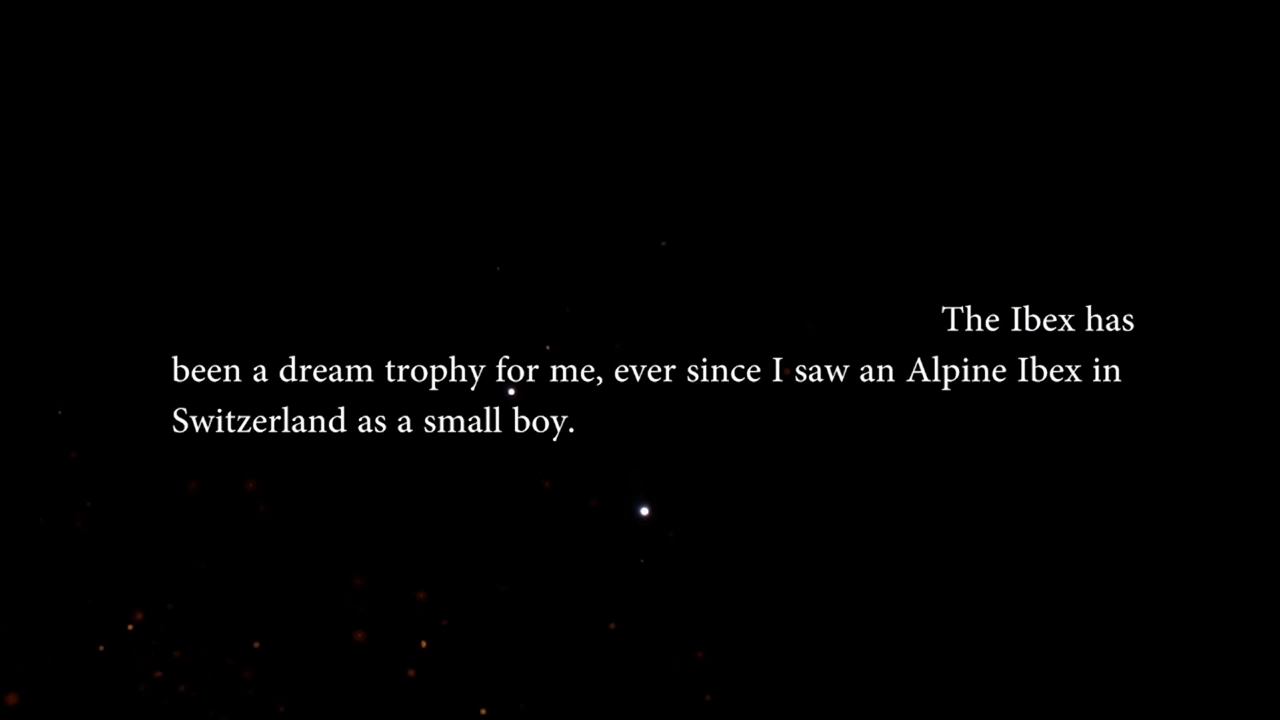 The Ibex has
been a dream trophy for me, ever since I saw an Alpine Ibex in
Switzerland as a small boy.